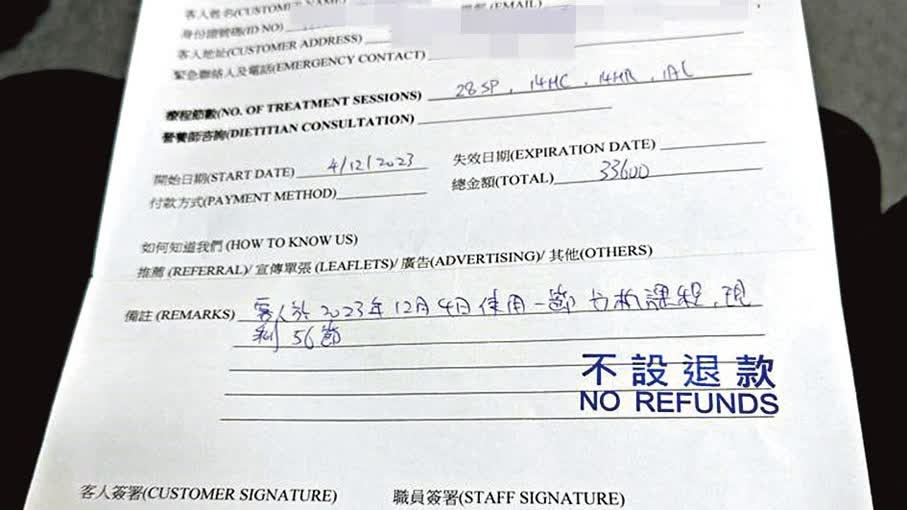 客人姓名(CUSTOMER NAME) (EMAIL)
身份證號碼(ID NO)
客人地址(CUSTOMER ADDRESS)
緊急聯絡人及電話(EMERGENCY CONTACT)
療程節數(NO. OF TREATMENT SESSIONS) 28SP, 14HC, 14HR, 1AL
營養師咨詢(DIETITIAN CONSULTATION)
開始日期(START DATE) 4/12/2023 失效日期(EXPIRATION DATE)
付款方式(PAYMENT METHOD) 總金額(TOTAL) 33600
如何知道我們 (HOW TO KNOW US)
推薦 (REFERRAL)/ 宣傳單張 (LEAFLETS)/ 廣告(ADVERTISING)/ 其他(OTHERS)
備註 (REMARKS) 客人於2023年12月4日使用一節分析課程, 現
剩56節
不設退款
NO REFUNDS
客人簽署(CUSTOMER SIGNATURE) 職員簽署(STAFF SIGNATURE)